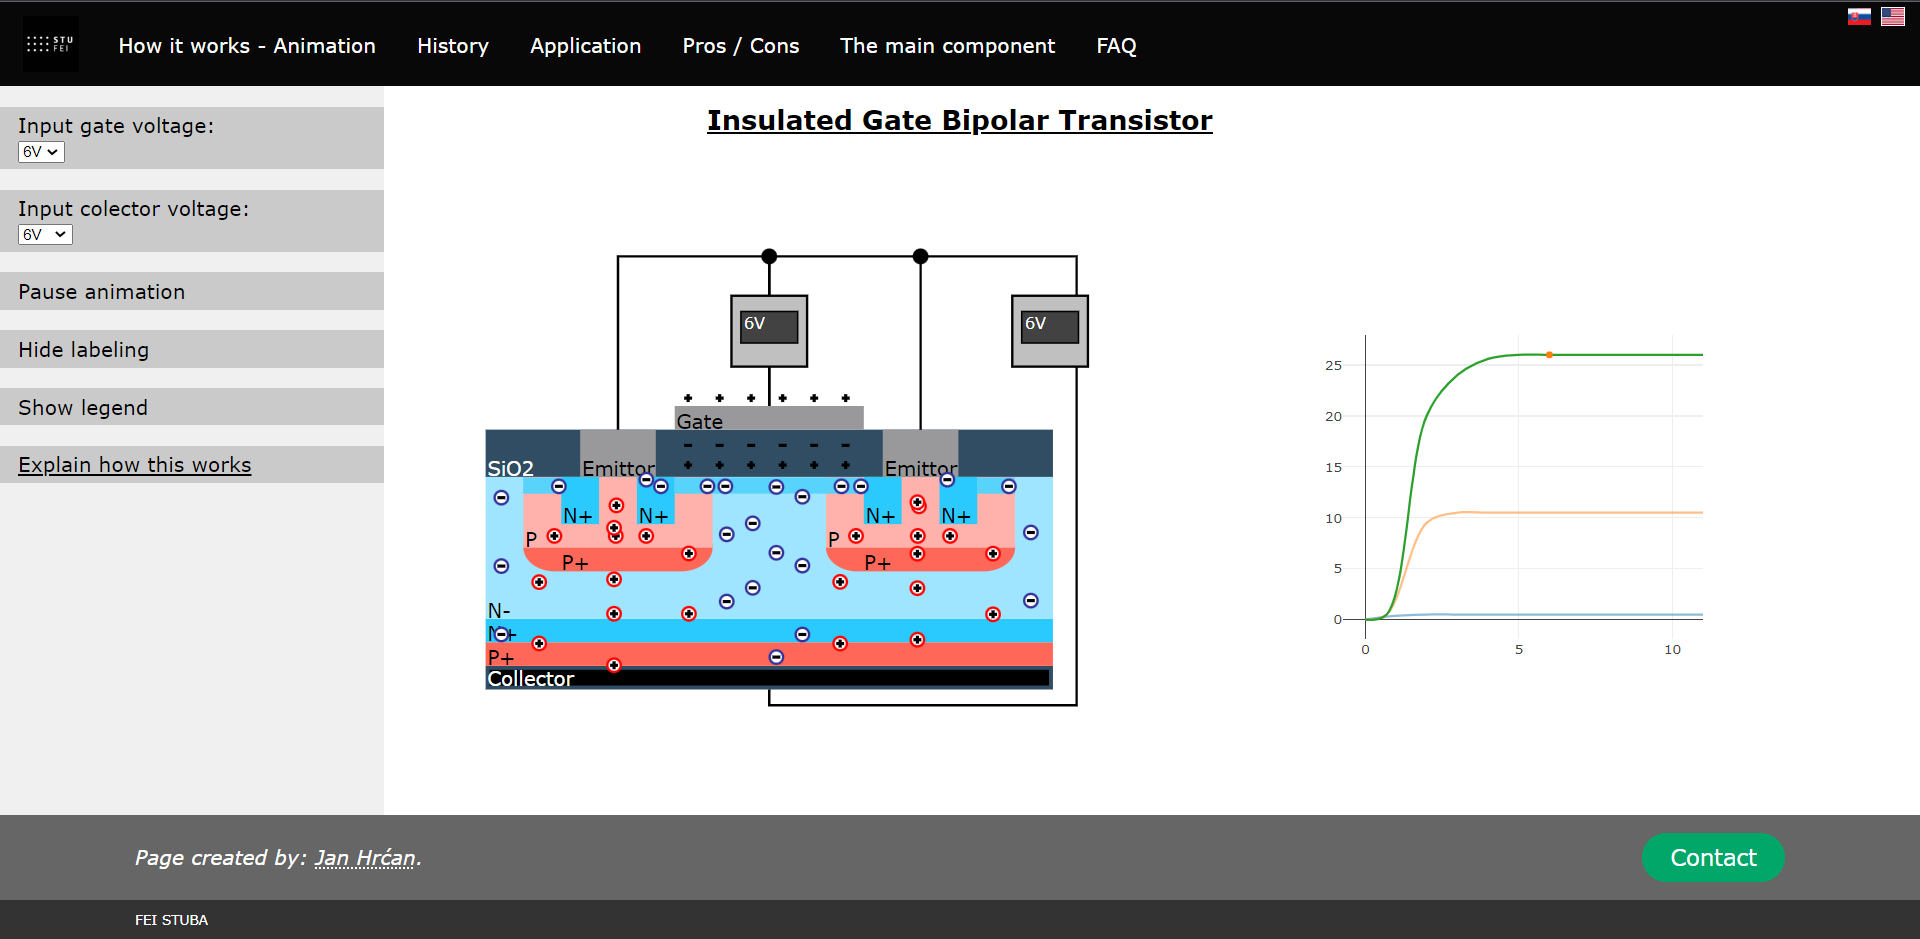 STU
FEI
How it works - Animation
History
Application
Pros / Cons
The main component
FAQ
Input gate voltage:
6V
Input colector voltage:
6V
Pause animation
Hide labeling
Show legend
Explain how this works
Insulated Gate Bipolar Transistor
6V
6V
Gate
SiO2
Emittor
Emittor
N+
N+
N+
N+
P
P
P+
P+
N-
N+
P+
Collector
25
20
15
10
5
0
0
5
10
Page created by: Jan Hrćan.
Contact
FEI STUBA